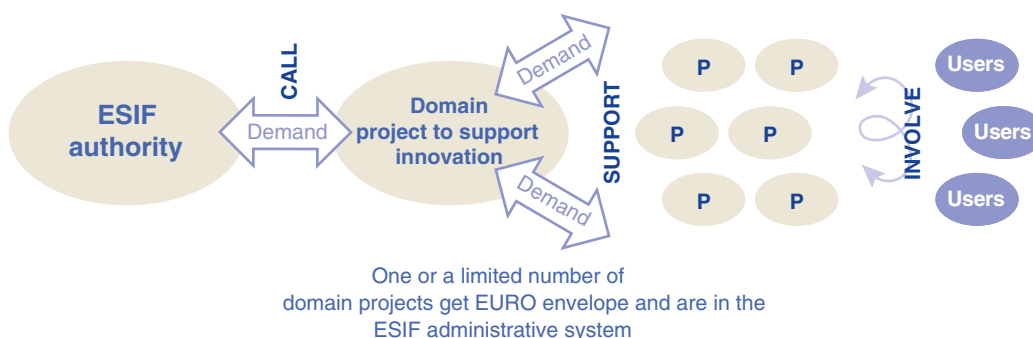 ESIF
authority
CALL
Demand
Domain
project to support
innovation
Demand
Demand
SUPPORT
P
P
P
P
P
P
INVOLVE
Users
Users
Users
One or a limited number of
domain projects get EURO envelope and are in the
ESIF administrative system